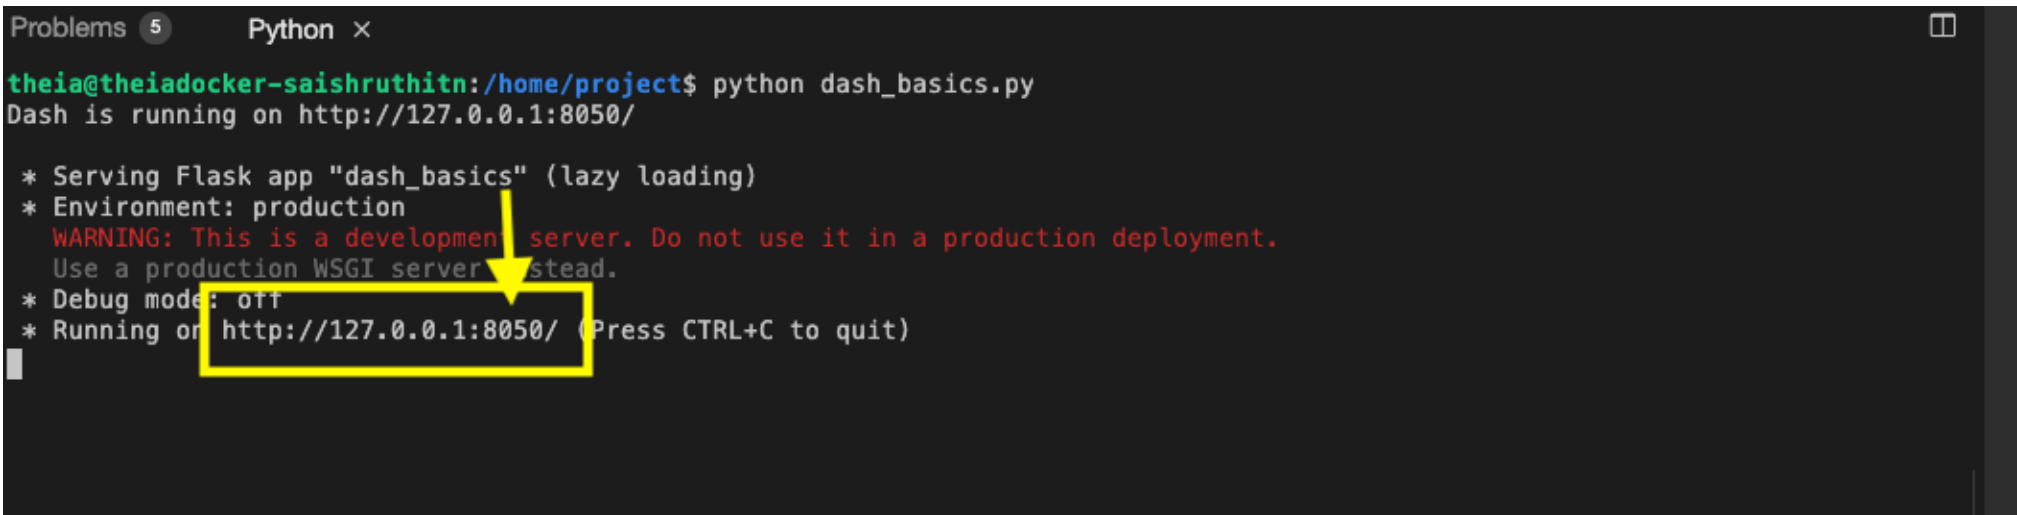 Problems 5 Python ×
theia@theiadocker-saishruthitn:/home/project$ python dash_basics.py
Dash is running on http://127.0.0.1:8050/
* Serving Flask app "dash_basics" (lazy loading)
* Environment: production
WARNING: This is a development server. Do not use it in a production deployment.
Use a production WSGI server instead.
* Debug mode: off
* Running on http://127.0.0.1:8050/ (Press CTRL+C to quit)